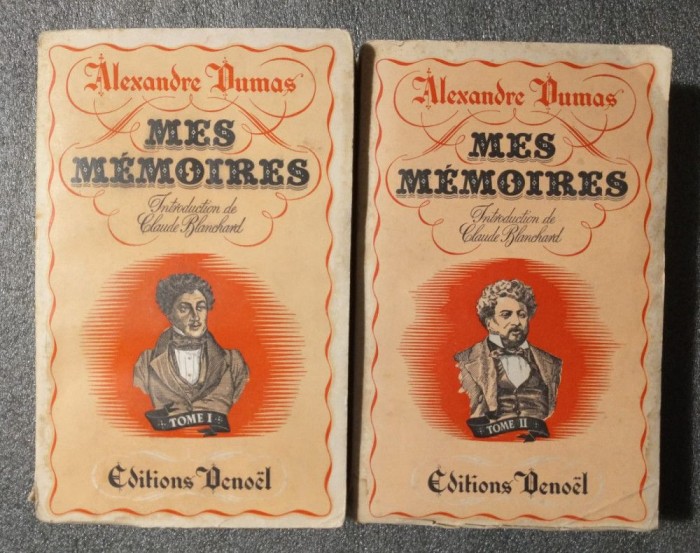 Alexandre Dumas
MES
MÉMOIRES
Introduction de
Claude Blanchard
TOME I
Editions Denoël
Alexandre Dumas
MES
MÉMOIRES
Introduction de
Claude Blanchard
TOME II
Editions Denoël